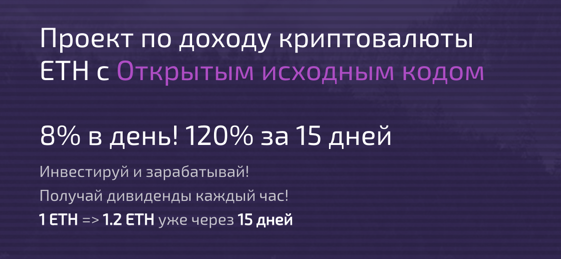 Проект по доходу криптовалюты
ETH с Открытым исходным кодом
8% в день! 120% за 15 дней
Инвестируй и зарабатывай!
Получай дивиденды каждый час!
1 ETH => 1.2 ETH уже через 15 дней